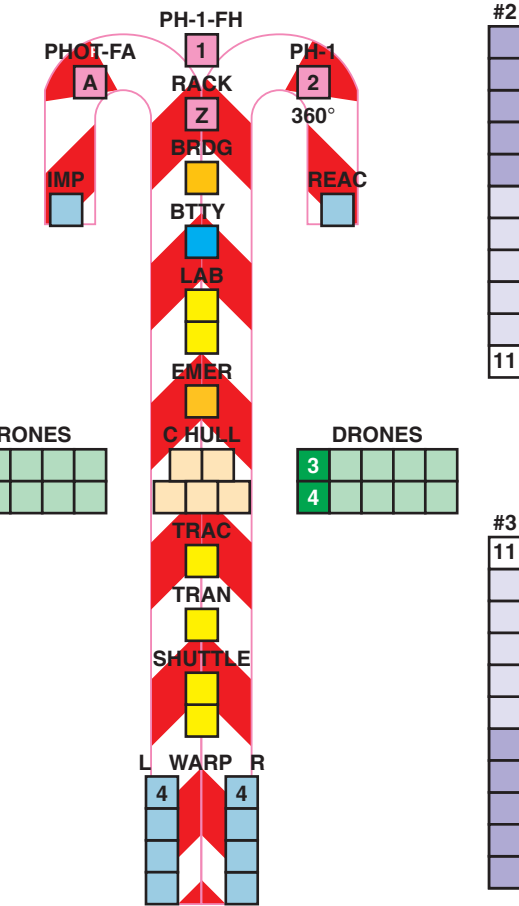 PH-1-FH
#2
1
PHOT-FA
PH-1
A
2
RACK
Z
360°
BRDG
IMP
REAC
BTTY
LAB
11
EMER
RONES
C HULL
DRONES
3
4
#3
TRAC
11
TRAN
SHUTTLE
L WARP R
4 4